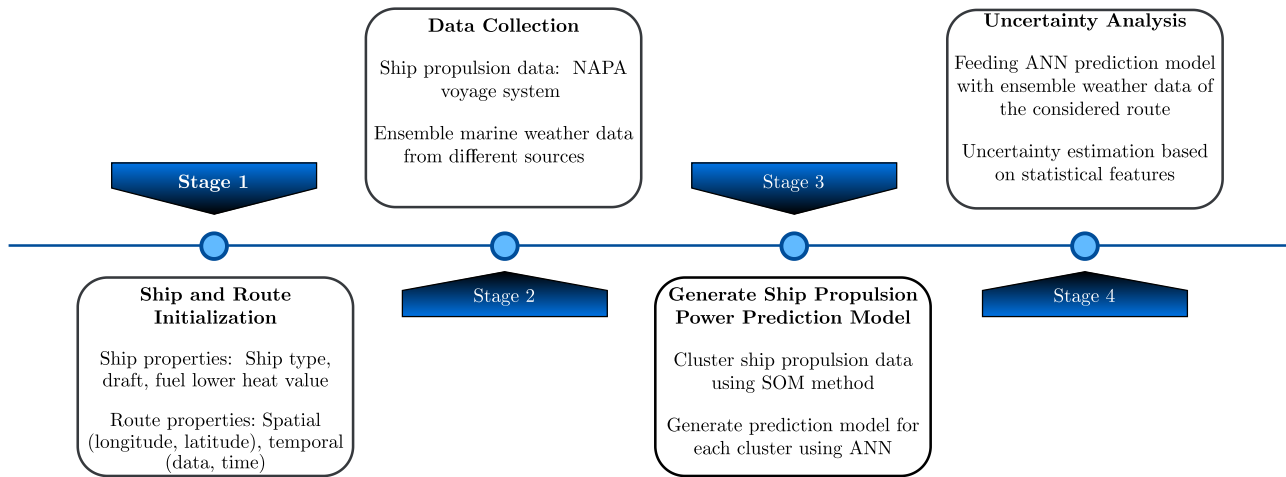 Stage 1
Ship and Route
Initialization
Ship properties: Ship type,
draft, fuel lower heat value
Route properties: Spatial
(longitude, latitude), temporal
(data, time)
Data Collection
Ship propulsion data: NAPA
voyage system
Ensemble marine weather data
from different sources
Stage 2
Stage 3
Generate Ship Propulsion
Power Prediction Model
Cluster ship propulsion data
using SOM method
Generate prediction model for
each cluster using ANN
Uncertainty Analysis
Feeding ANN prediction model
with ensemble weather data of
the considered route
Uncertainty estimation based
on statistical features
Stage 4